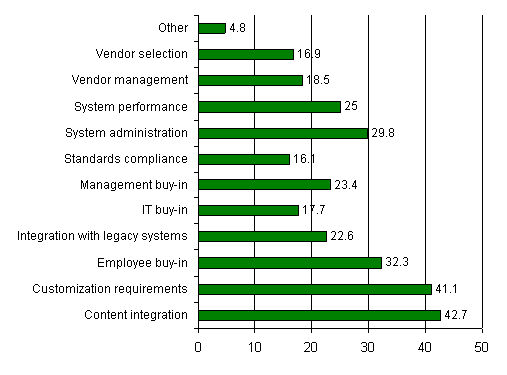 Other 4.8
Vendor selection 16.9
Vendor management 18.5
System performance 25
System administration 29.8
Standards compliance 16.1
Management buy-in 23.4
IT buy-in 17.7
Integration with legacy systems 22.6
Employee buy-in 32.3
Customization requirements 41.1
Content integration 42.7
0 10 20 30 40 50